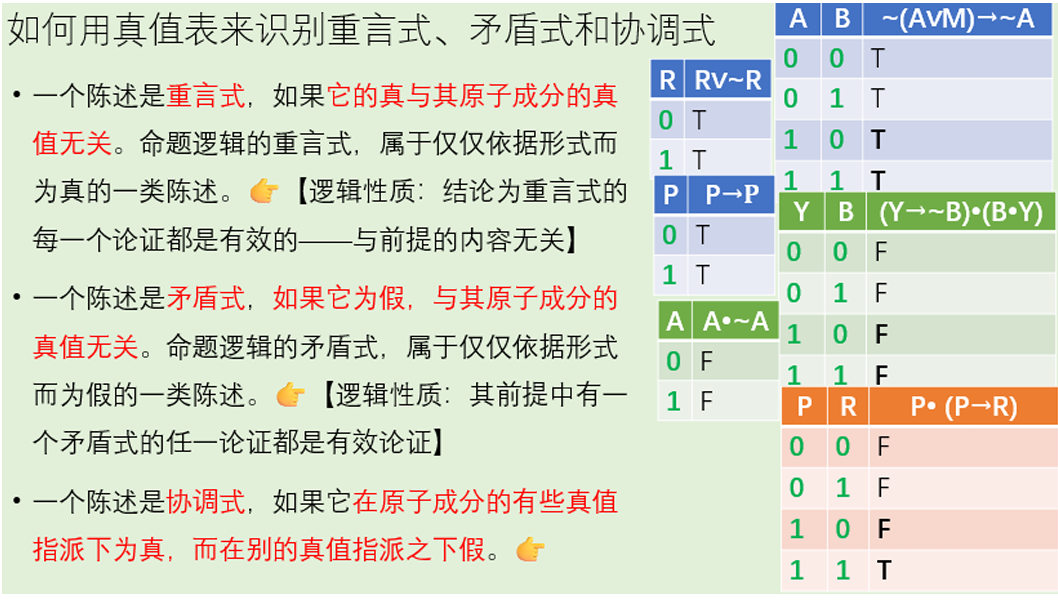 如何用真值表来识别重言式、矛盾式和协调式
• 一个陈述是重言式，如果它的真与其原子成分的真
值无关。命题逻辑的重言式，属于仅仅依据形式而
为真的一类陈述。👉【逻辑性质：结论为重言式的
每一个论证都是有效的——与前提的内容无关】
• 一个陈述是矛盾式，如果它为假，与其原子成分的
真值无关。命题逻辑的矛盾式，属于仅仅依据形式
而为假的一类陈述。👉【逻辑性质：其前提中有一
个矛盾式的任一论证都是有效论证】
• 一个陈述是协调式，如果它在原子成分的有些真值
指派下为真，而在别的真值指派之下假。👉
R R∨~R
0 T
1 T
P P→P
0 T
1 T
A A•~A
0 F
1 F
A B ~(A∨M)→~A
0 0 T
0 1 T
1 0 T
1 1 T
Y B (Y→~B)•(B•Y)
0 0 F
0 1 F
1 0 F
1 1 F
P R P• (P→R)
0 0 F
0 1 F
1 0 F
1 1 T